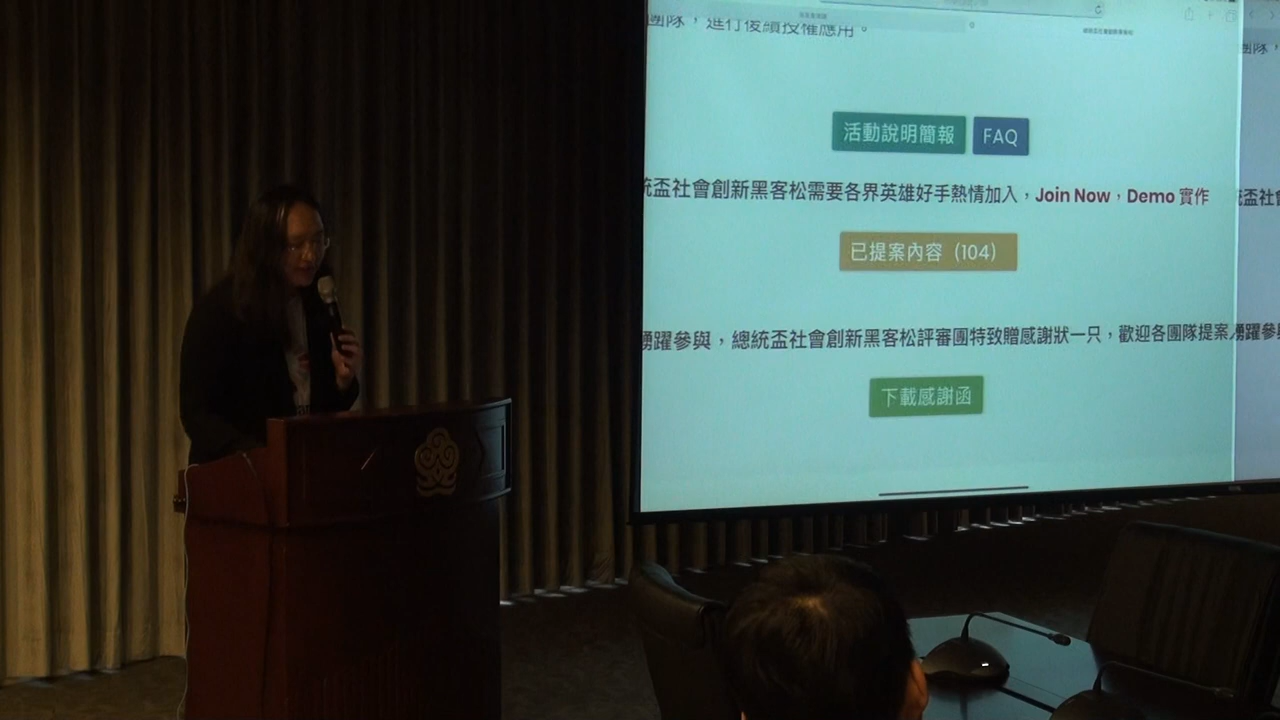 團隊，進行後續授權應用。
活動說明簡報 FAQ
統盃社會創新黑客松需要各界英雄好手熱情加入，Join Now，Demo 實作
已提案內容（104）
踴躍參與，總統盃社會創新黑客松評審團特致贈感謝狀一只，歡迎各團隊提案
下載感謝函